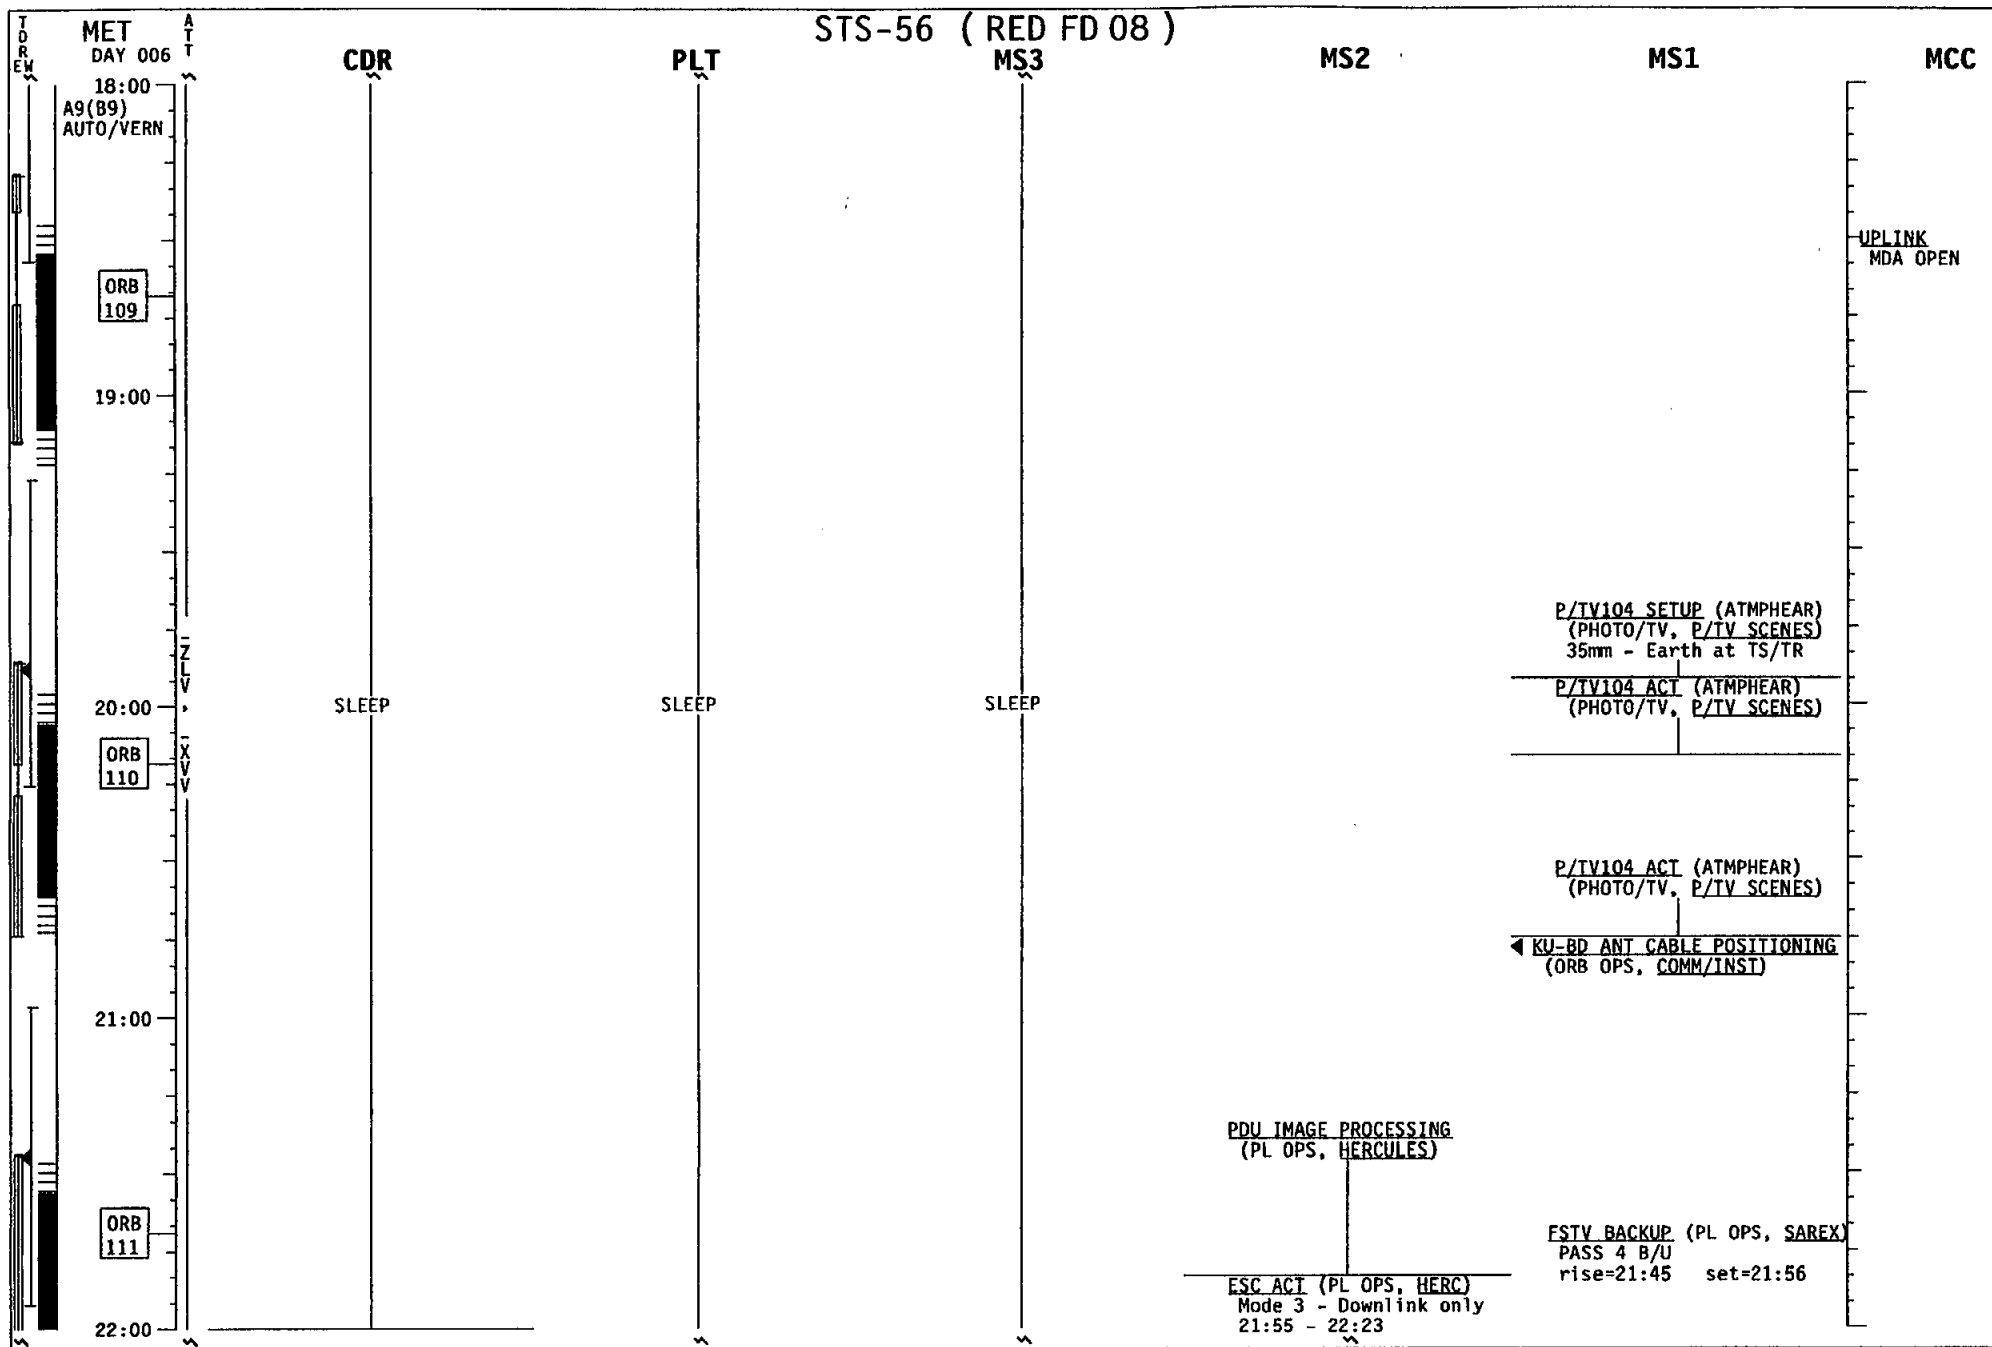 STS-56 ( RED FD 08 )
TDRE W
MET
DAY 006
ATT
CDR
PLT
MS3
MS2
MS1
MCC
18:00
A9(B9)
AUTO/VERN
UPLINK
MDA OPEN
ORB
109
19:00
P/TV104 SETUP (ATMPHEAR)
(PHOTO/TV, P/TV SCENES)
35mm - Earth at TS/TR
-ZLV
,
-XVV
20:00
SLEEP
SLEEP
SLEEP
P/TV104 ACT (ATMPHEAR)
(PHOTO/TV, P/TV SCENES)
ORB
110
P/TV104 ACT (ATMPHEAR)
(PHOTO/TV, P/TV SCENES)
KU-BD ANT CABLE POSITIONING
(ORB OPS, COMM/INST)
21:00
PDU IMAGE PROCESSING
(PL OPS, HERCULES)
ORB
111
FSTV BACKUP (PL OPS, SAREX)
PASS 4 B/U
rise=21:45 set=21:56
ESC ACT (PL OPS, HERC)
Mode 3 - Downlink only
21:55 - 22:23
22:00